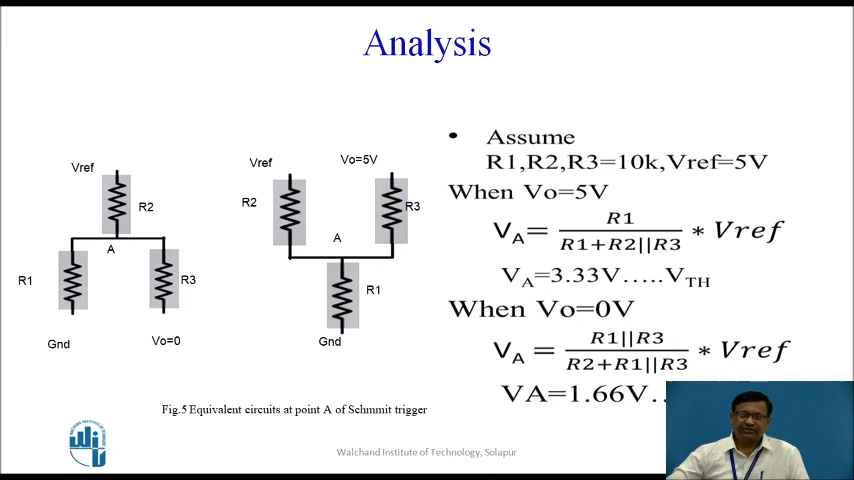 Analysis
Vref
R2
A
R1
R3
Gnd
Vo=0
Vref
Vo=5V
R2
R3
A
R1
Gnd
Fig.5 Equivalent circuits at point A of Schmmit trigger
• Assume
R1,R2,R3=10k,Vref=5V
When Vo=5V
VA= R1 / R1+R2||R3 * Vref
VA=3.33V…..VTH
When Vo=0V
VA = R1||R3 / R2+R1||R3 * Vref
VA=1.66V..
Walchand Institute of Technology, Solapur